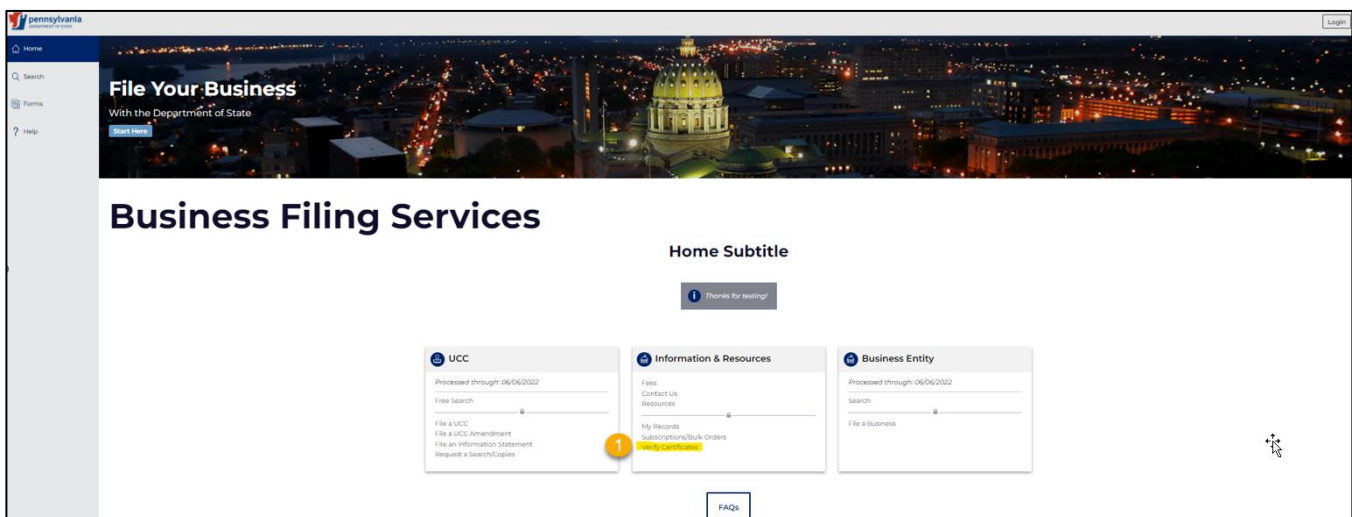 pennsylvania
DEPARTMENT OF STATE
Login
Home
Search
Forms
? Help
File Your Business
With the Department of State
Start Here
Business Filing Services
Home Subtitle
i Thanks for testing!
UCC
Processed through: 06/06/2022
Free Search
File a UCC
File a UCC Amendment
File an Information Statement
Request a Search/Copies
Information & Resources
Fees
Contact Us
Resources
My Records
Subscriptions/Bulk Orders
1 Verify Certificates
Business Entity
Processed through: 06/06/2022
Search
File a Business
FAQs